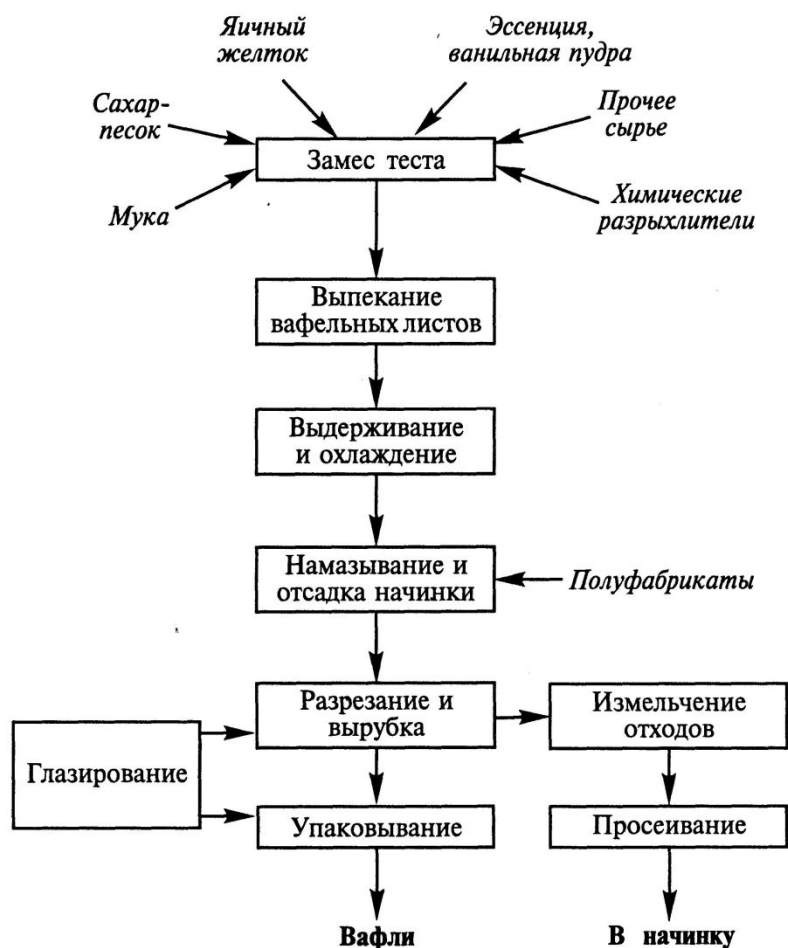 Яичный
желток
Эссенция,
ванильная пудра
Сахар-
песок
Прочее
сырье
Замес теста
Мука
Химические
разрыхлители
Выпекание
вафельных листов
Выдерживание
и охлаждение
Намазывание и
отсадка начинки
Полуфабрикаты
Разрезание и
вырубка
Измельчение
отходов
Глазирование
Упаковывание
Просеивание
Вафли
В начинку